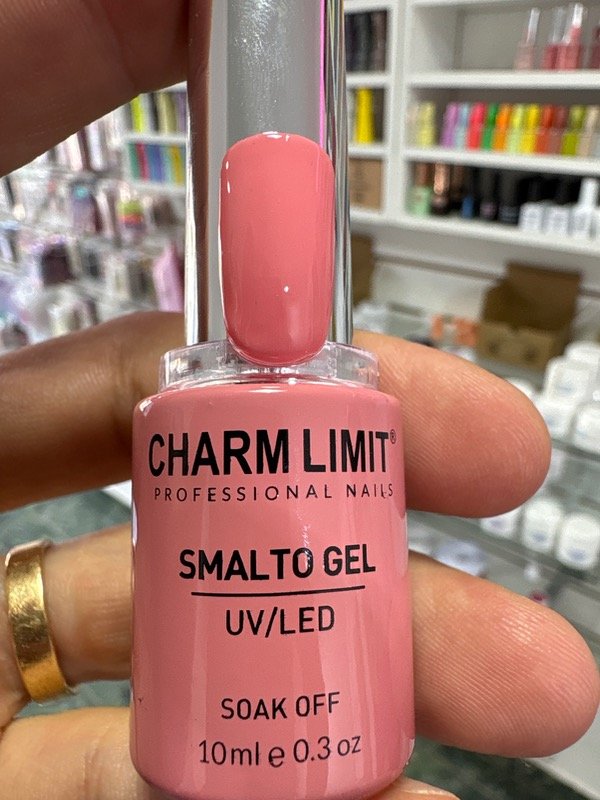 CHARM LIMIT®
PROFESSIONAL NAILS
SMALTO GEL
UV/LED
SOAK OFF
10ml e 0.3 oz